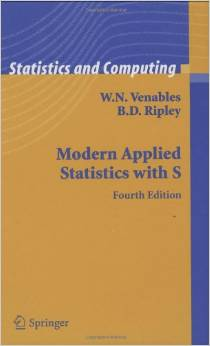 Statistics and Computing
W.N. Venables
B.D. Ripley
Modern Applied
Statistics with S
Fourth Edition
Springer